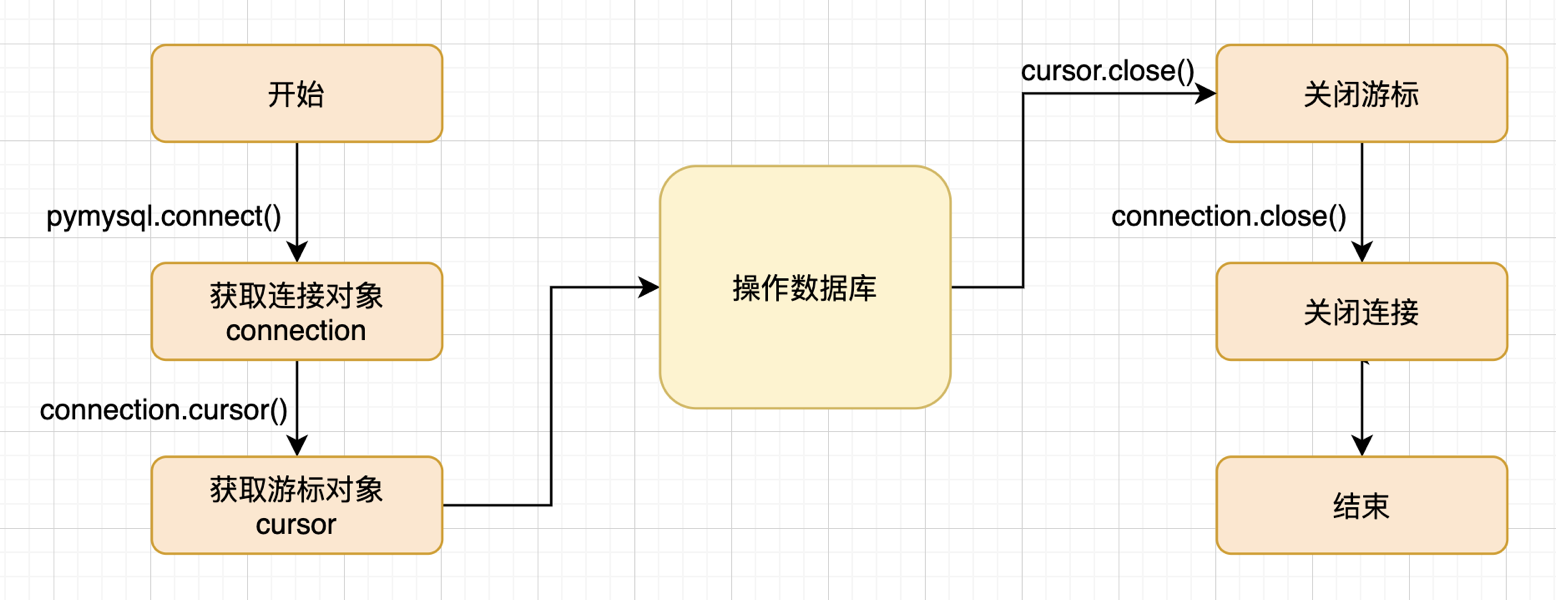 开始
pymysql.connect()
获取连接对象
connection
connection.cursor()
获取游标对象
cursor
操作数据库
cursor.close()
关闭游标
connection.close()
关闭连接
结束